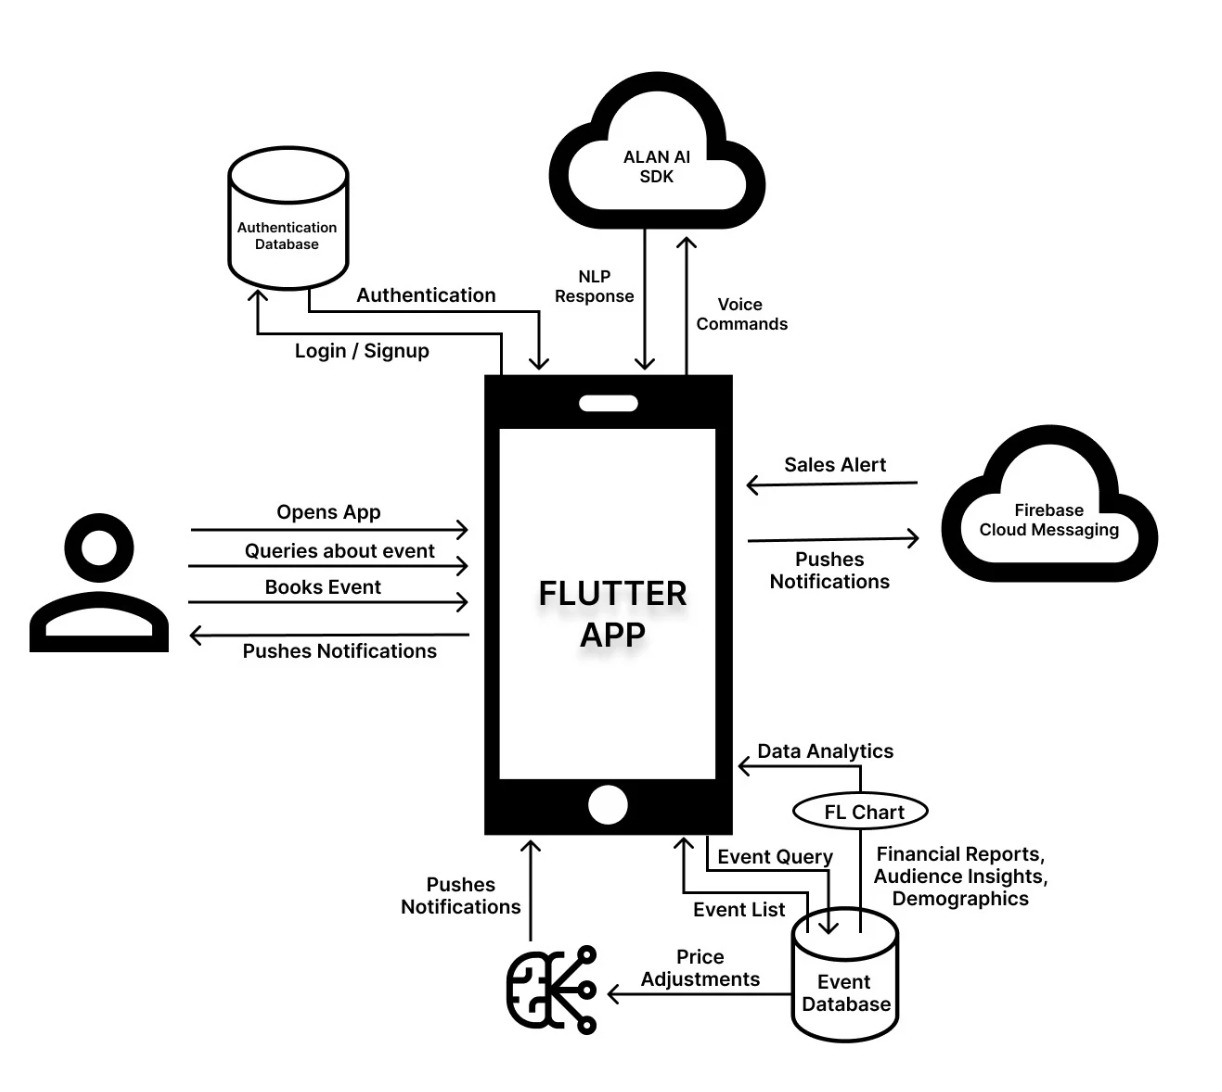 ALAN AI
SDK
Authentication
Database
NLP
Response
Voice
Commands
Authentication
Login / Signup
Sales Alert
Firebase
Cloud Messaging
Pushes
Notifications
Opens App
Queries about event
Books Event
Pushes Notifications
FLUTTER
APP
Data Analytics
FL Chart
Financial Reports,
Audience Insights,
Demographics
Event Query
Event List
Pushes
Notifications
Price
Adjustments
Event
Database